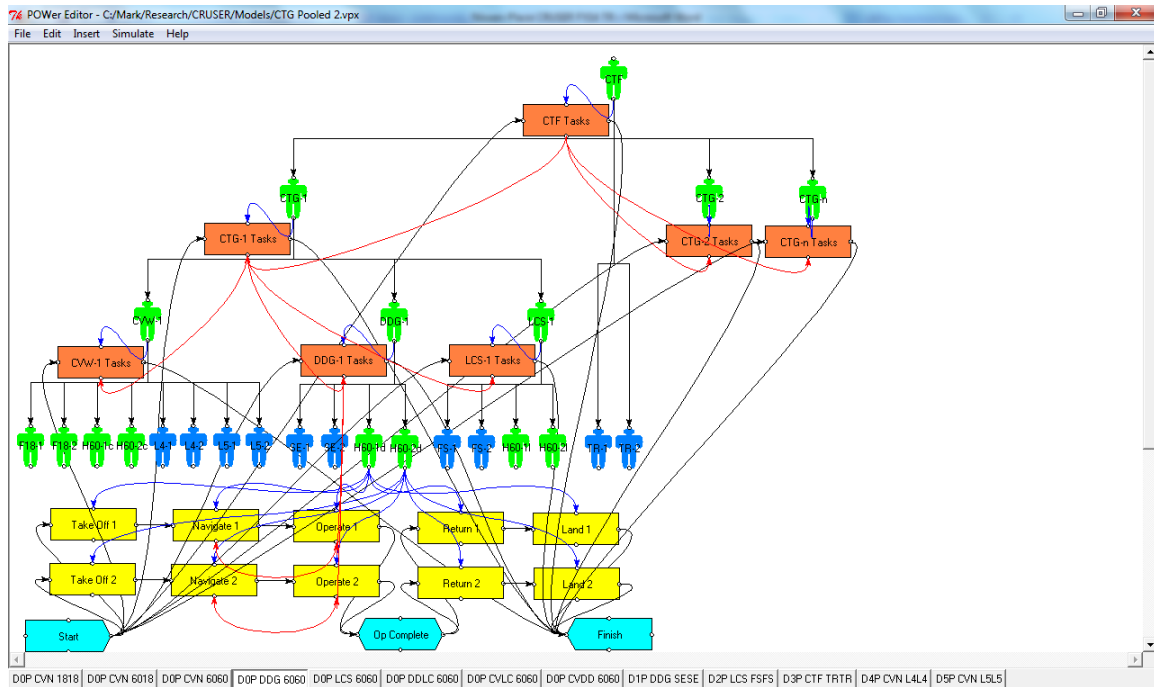 POWer Editor - C:/Mark/Research/CRUSER/Models/CTG Pooled 2.vpx
File Edit Insert Simulate Help
CTF
CTF Tasks
CTG-1 CTG-2 CTG-n
CTG-1 Tasks CTG-2 Tasks CTG-n Tasks
CVW-1 DDG-1 LCS-1
CVW-1 Tasks DDG-1 Tasks LCS-1 Tasks
F18-1 F18-2 H60-1c H60-2c L4-1 L4-2 L5-1 L5-2 SE-1 SE-2 H60-1d H60-2d FS-1 FS-2 H60-1l H60-2l TR-1 TR-2
Take Off 1 Navigate 1 Operate 1 Return 1 Land 1
Take Off 2 Navigate 2 Operate 2 Return 2 Land 2
Start Op Complete Finish
D0P CVN 1818 D0P CVN 6018 D0P CVN 6060 D0P DDG 6060 D0P LCS 6060 D0P DDLC 6060 D0P CVLC 6060 D0P CVDD 6060 D1P DDG SESE D2P LCS FSFS D3P CTF TRTR D4P CVN L4L4 D5P CVN L5L5